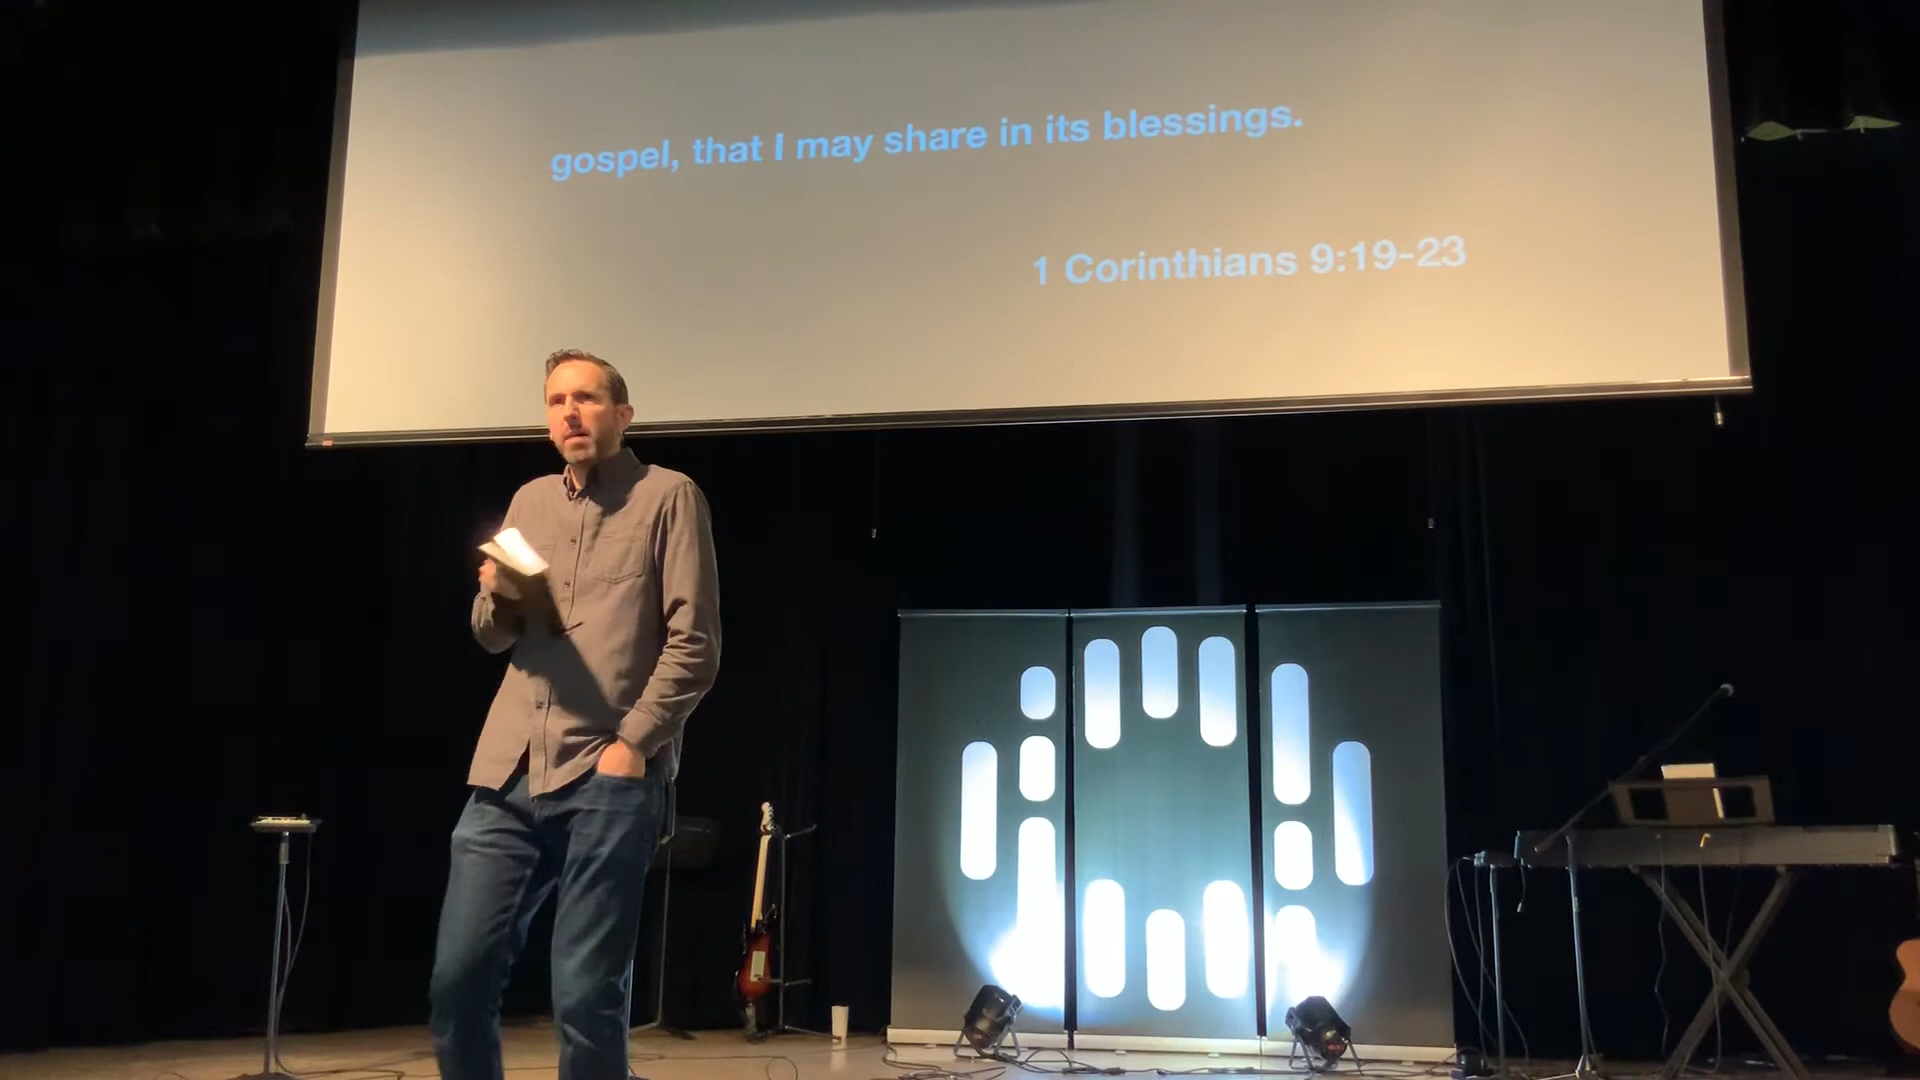 gospel, that I may share in its blessings.
1 Corinthians 9:19-23